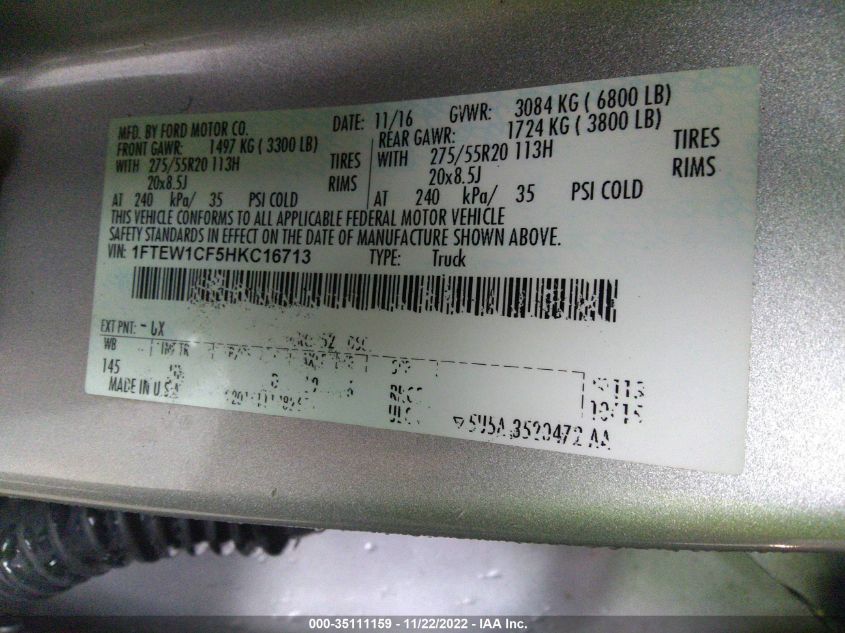 MFD. BY FORD MOTOR CO. DATE: 11/16 GVWR: 3084 KG ( 6800 LB)
FRONT GAWR: 1497 KG ( 3300 LB) REAR GAWR: 1724 KG ( 3800 LB)
WITH 275/55R20 113H TIRES WITH 275/55R20 113H TIRES
20x8.5J RIMS 20x8.5J RIMS
AT 240 kPa/ 35 PSI COLD AT 240 kPa/ 35 PSI COLD
THIS VEHICLE CONFORMS TO ALL APPLICABLE FEDERAL MOTOR VEHICLE
SAFETY STANDARDS IN EFFECT ON THE DATE OF MANUFACTURE SHOWN ABOVE.
VIN: 1FTEW1CF5HKC16713 TYPE: Truck
EXT PNT:
WB
145
MADE IN U.S.A
000-35111159 - 11/22/2022 - IAA Inc.